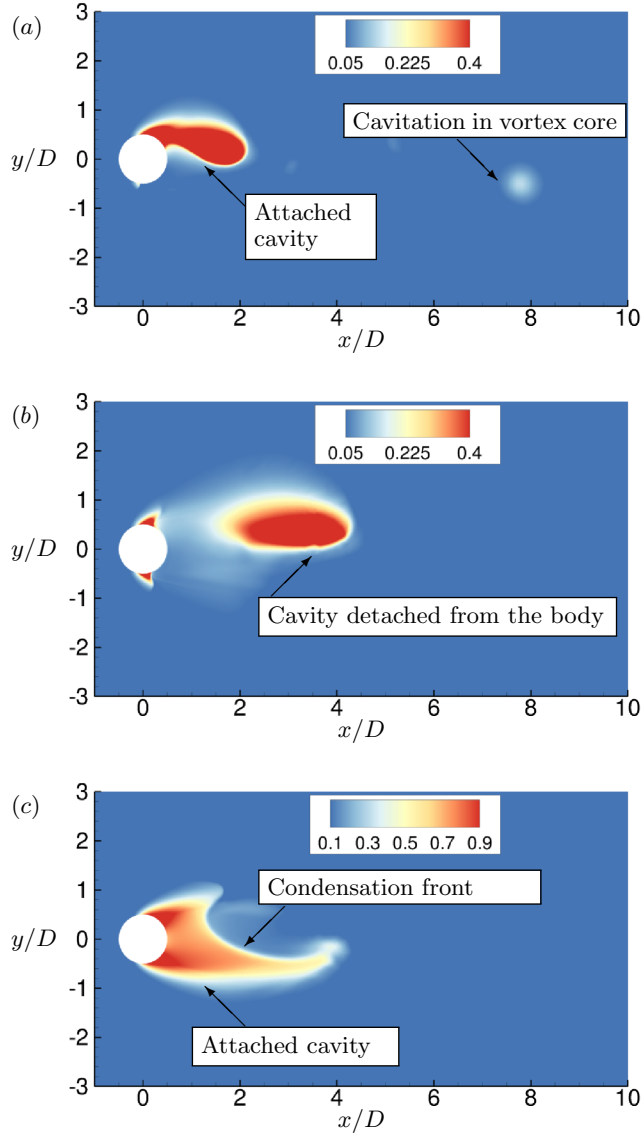 (a)
3
2
1
0
-1
-2
-3
y/D
0.05 0.225 0.4
Cavitation in vortex core
Attached
cavity
0 2 4 6 8 10
x/D
(b)
3
2
1
0
-1
-2
-3
y/D
0.05 0.225 0.4
Cavity detached from the body
0 2 4 6 8 10
x/D
(c)
3
2
1
0
-1
-2
-3
y/D
0.1 0.3 0.5 0.7 0.9
Condensation front
Attached cavity
0 2 4 6 8 10
x/D